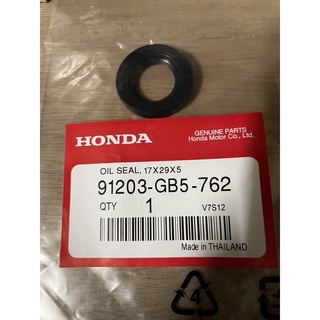 HONDA
GENUINE PARTS
Honda Motor Co., Ltd.
OIL SEAL, 17X29X5
91203-GB5-762
QTY 1 V7S12
Made in THAILAND
4